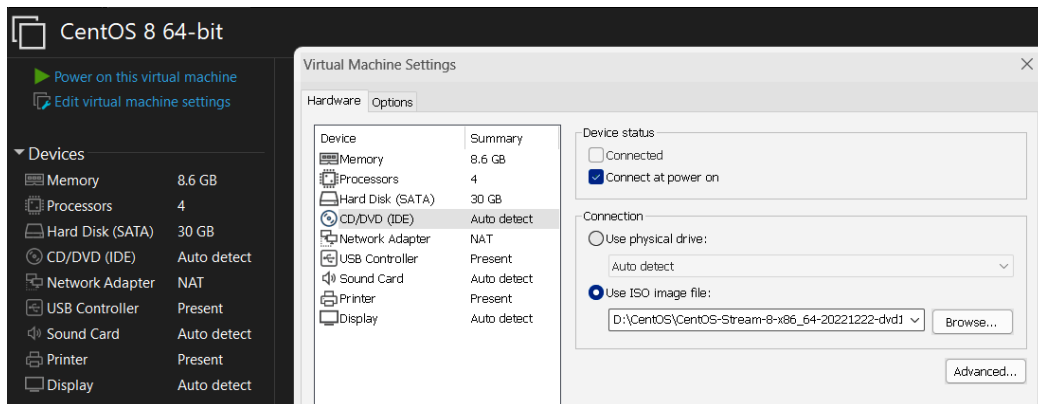 CentOS 8 64-bit
Power on this virtual machine
Edit virtual machine settings
Devices
Memory 8.6 GB
Processors 4
Hard Disk (SATA) 30 GB
CD/DVD (IDE) Auto detect
Network Adapter NAT
USB Controller Present
Sound Card Auto detect
Printer Present
Display Auto detect
Virtual Machine Settings
Hardware Options
Device Summary
Memory 8.6 GB
Processors 4
Hard Disk (SATA) 30 GB
CD/DVD (IDE) Auto detect
Network Adapter NAT
USB Controller Present
Sound Card Auto detect
Printer Present
Display Auto detect
Device status
Connected
Connect at power on
Connection
Use physical drive:
Auto detect
Use ISO image file:
D:\CentOS\CentOS-Stream-8-x86_64-20221222-dvd1 Browse...
Advanced...